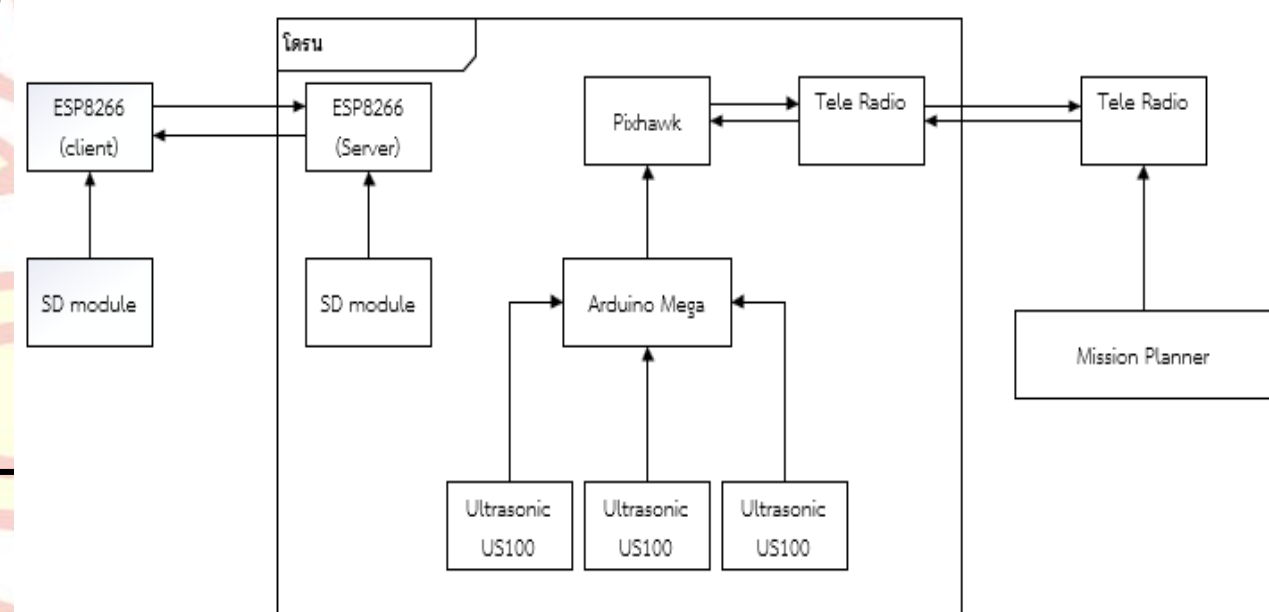 โดรน
ESP8266
(client)
ESP8266
(Server)
Pixhawk
Tele Radio
Tele Radio
SD module
SD module
Arduino Mega
Mission Planner
Ultrasonic
US100
Ultrasonic
US100
Ultrasonic
US100